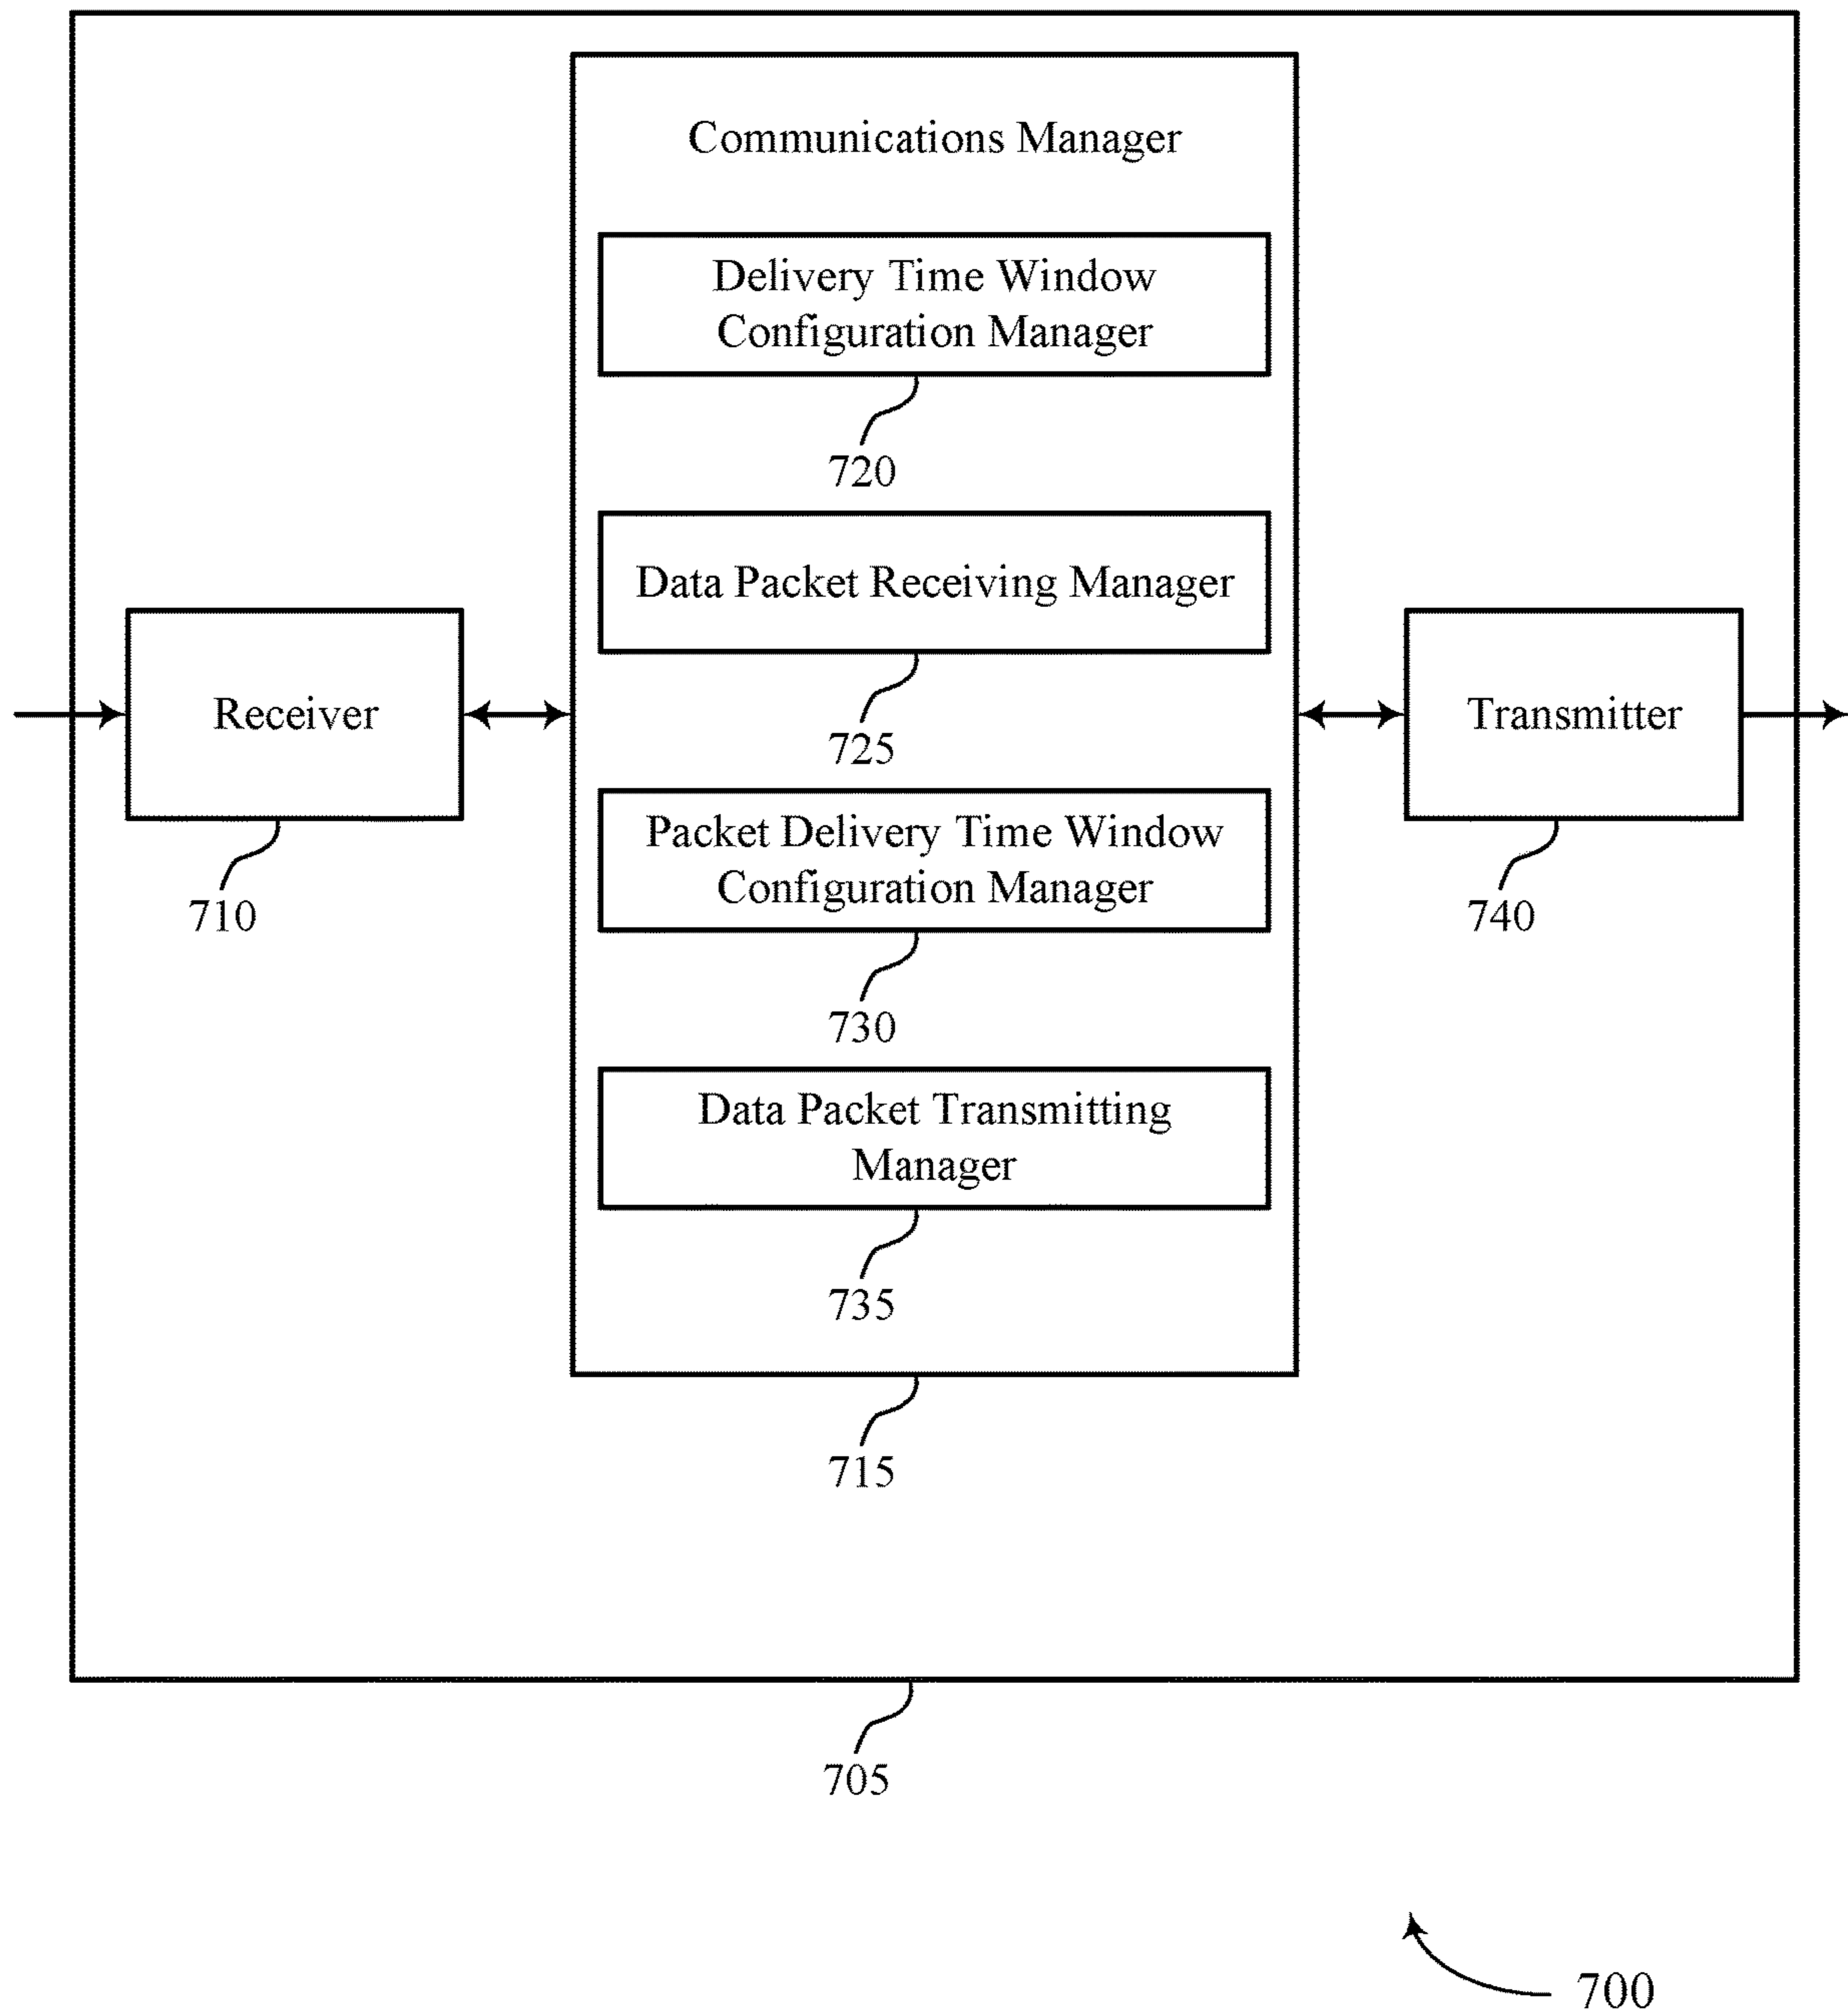 Communications Manager
Delivery Time Window
Configuration Manager
720
Data Packet Receiving Manager
725
Receiver
710
Transmitter
740
Packet Delivery Time Window
Configuration Manager
730
Data Packet Transmitting
Manager
735
715
705
700